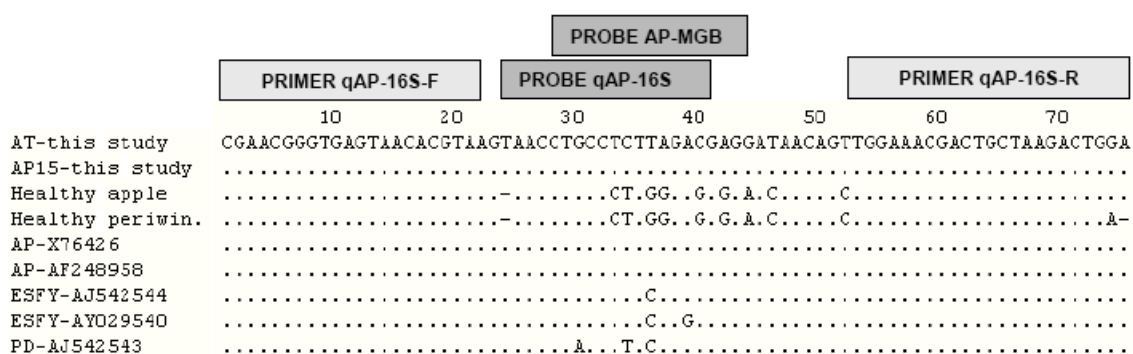 PROBE AP-MGB
PRIMER qAP-16S-F PROBE qAP-16S PRIMER qAP-16S-R
10 20 30 40 50 60 70
AT-this study CGAACGGGTGAGTAACACGTAAGTAACCTGCCTCTTAGACGAGGATAACAGTTGGAAACGACTGCTAAGACTGGA
AP15-this study ...........................................................................
Healthy apple .......................-........CT.GG..G.G.A.C.....C.......................
Healthy periwin. .......................-........CT.GG..G.G.A.C.....C.....................A-
AP-X76426 ...........................................................................
AP-AF248958 ...........................................................................
ESFY-AJ542544 ...................................C.......................................
ESFY-AY029540 ...................................C..G....................................
PD-AJ542543 .............................A...T.C.......................................